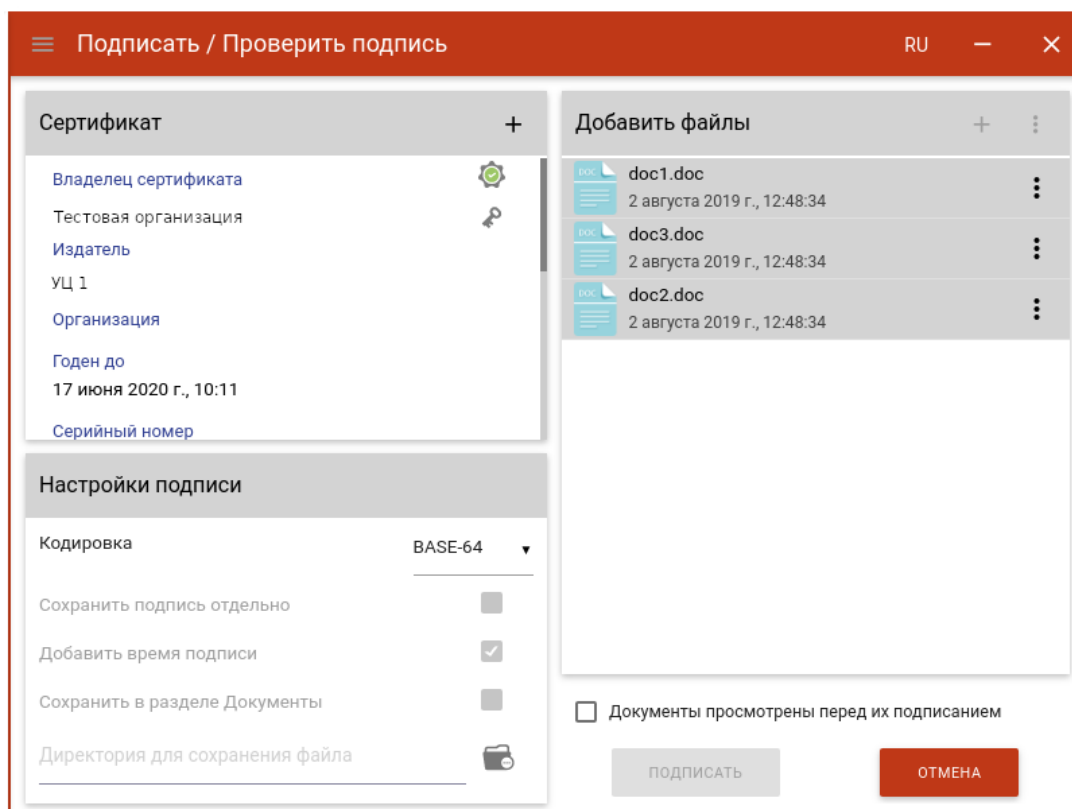 Подписать / Проверить подпись
RU
Сертификат
Владелец сертификата
Тестовая организация
Издатель
УЦ 1
Организация
Годен до
17 июня 2020 г., 10:11
Серийный номер
Настройки подписи
Кодировка
BASE-64
Сохранить подпись отдельно
Добавить время подписи
Сохранить в разделе Документы
Директория для сохранения файла
Добавить файлы
DOC
doc1.doc
2 августа 2019 г., 12:48:34
DOC
doc3.doc
2 августа 2019 г., 12:48:34
DOC
doc2.doc
2 августа 2019 г., 12:48:34
Документы просмотрены перед их подписанием
ПОДПИСАТЬ
ОТМЕНА